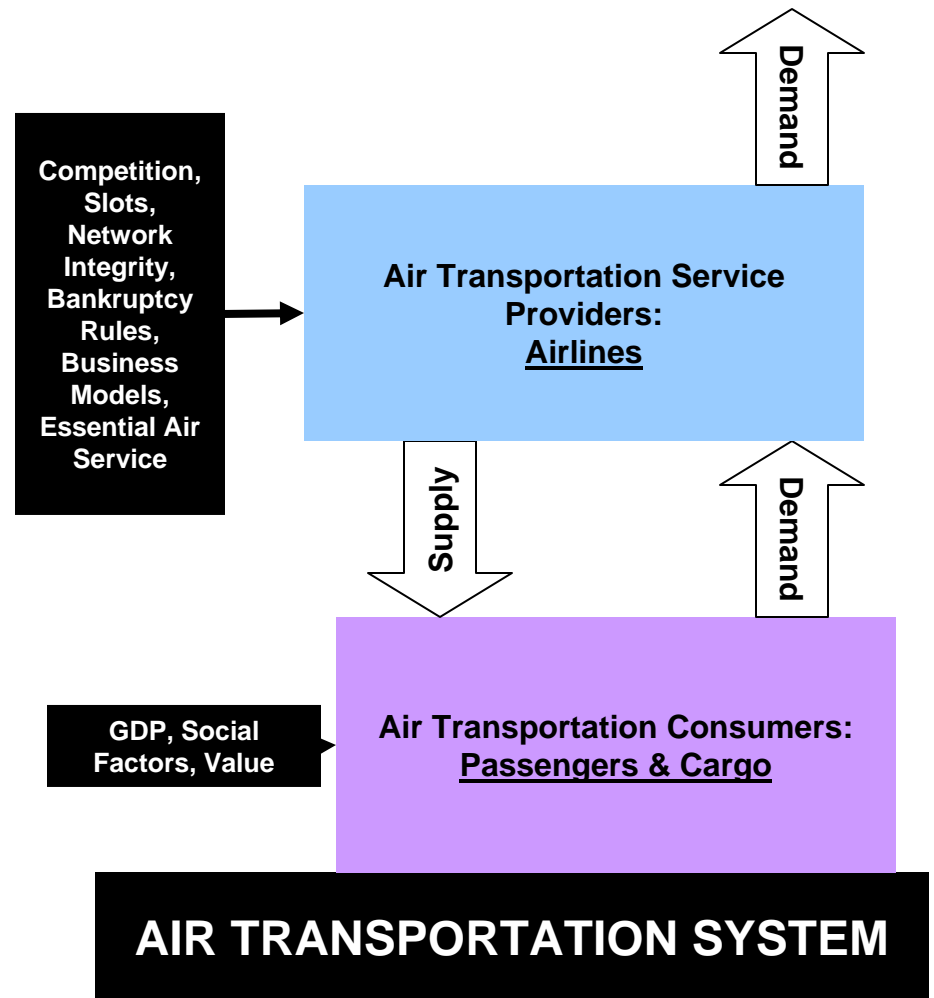 Demand
Competition,
Slots,
Network
Integrity,
Bankruptcy
Rules,
Business
Models,
Essential Air
Service
Air Transportation Service
Providers:
Airlines
Supply
Demand
GDP, Social
Factors, Value
Air Transportation Consumers:
Passengers & Cargo
AIR TRANSPORTATION SYSTEM